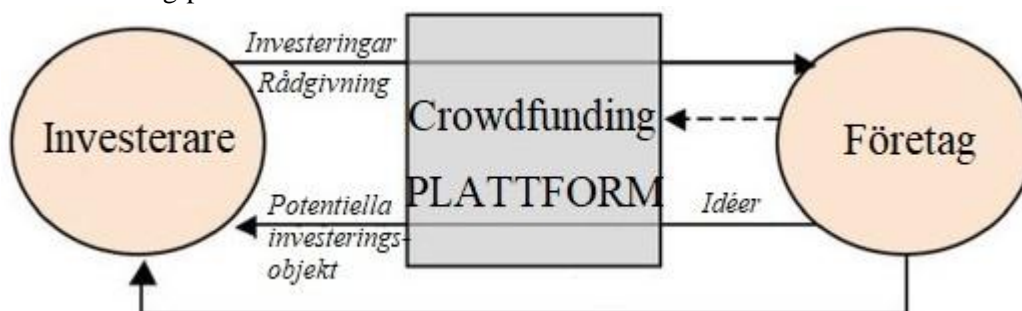 Investeringar
Rådgivning
Investerare
Crowdfunding
PLATTFORM
Företag
Potentiella
investerings-
objekt
Idéer